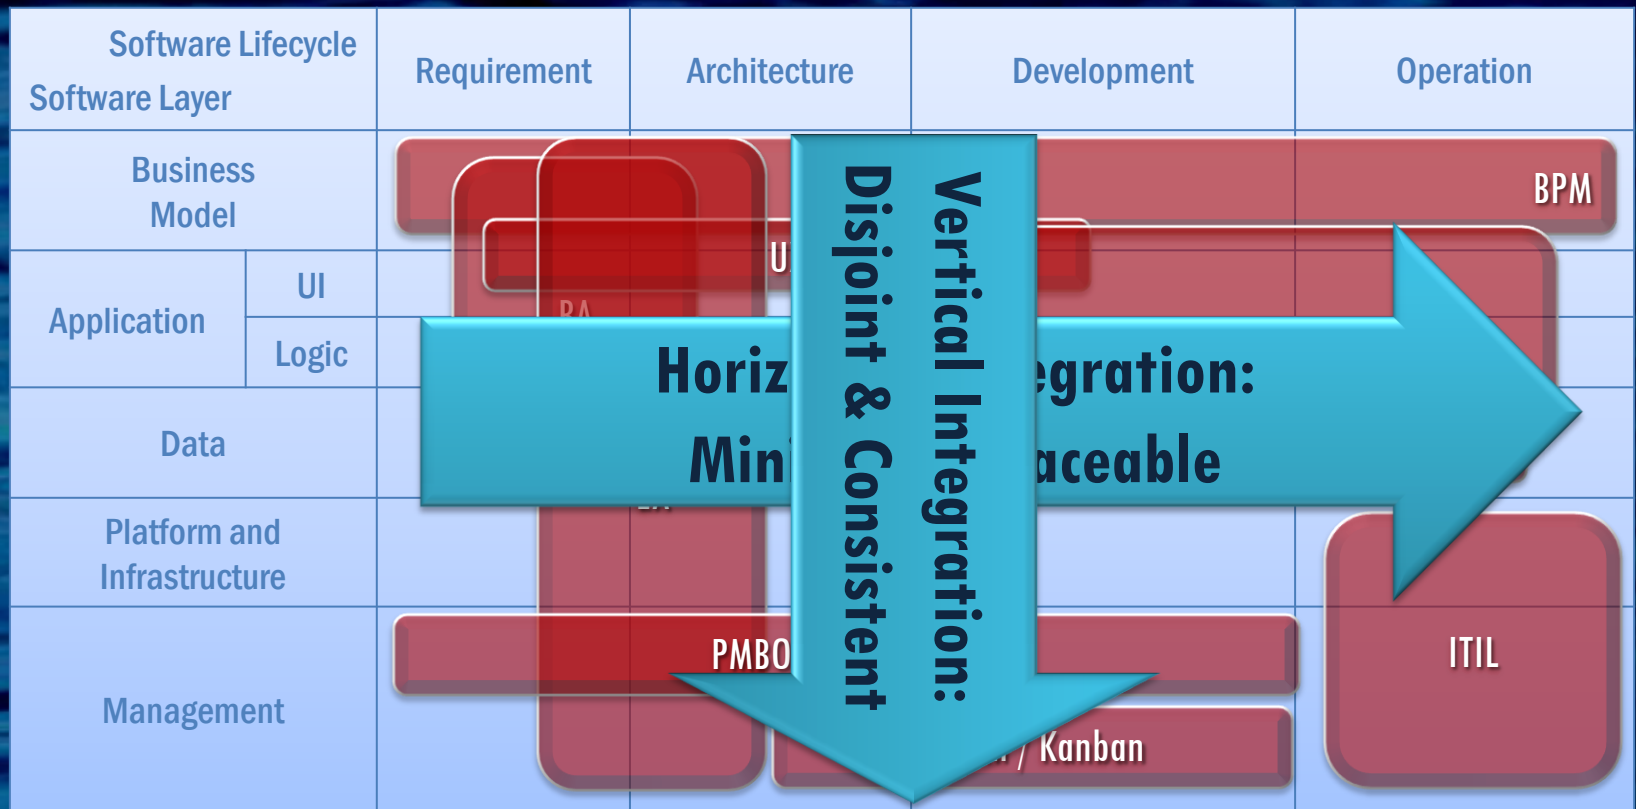 Software Lifecycle
Software Layer
Requirement
Architecture
Development
Operation
Business
Model
BPM
Application
UI
Logic
Data
Platform and
Infrastructure
Management
ITIL
/ Kanban
Vertical Integration:
Disjoint & Consistent